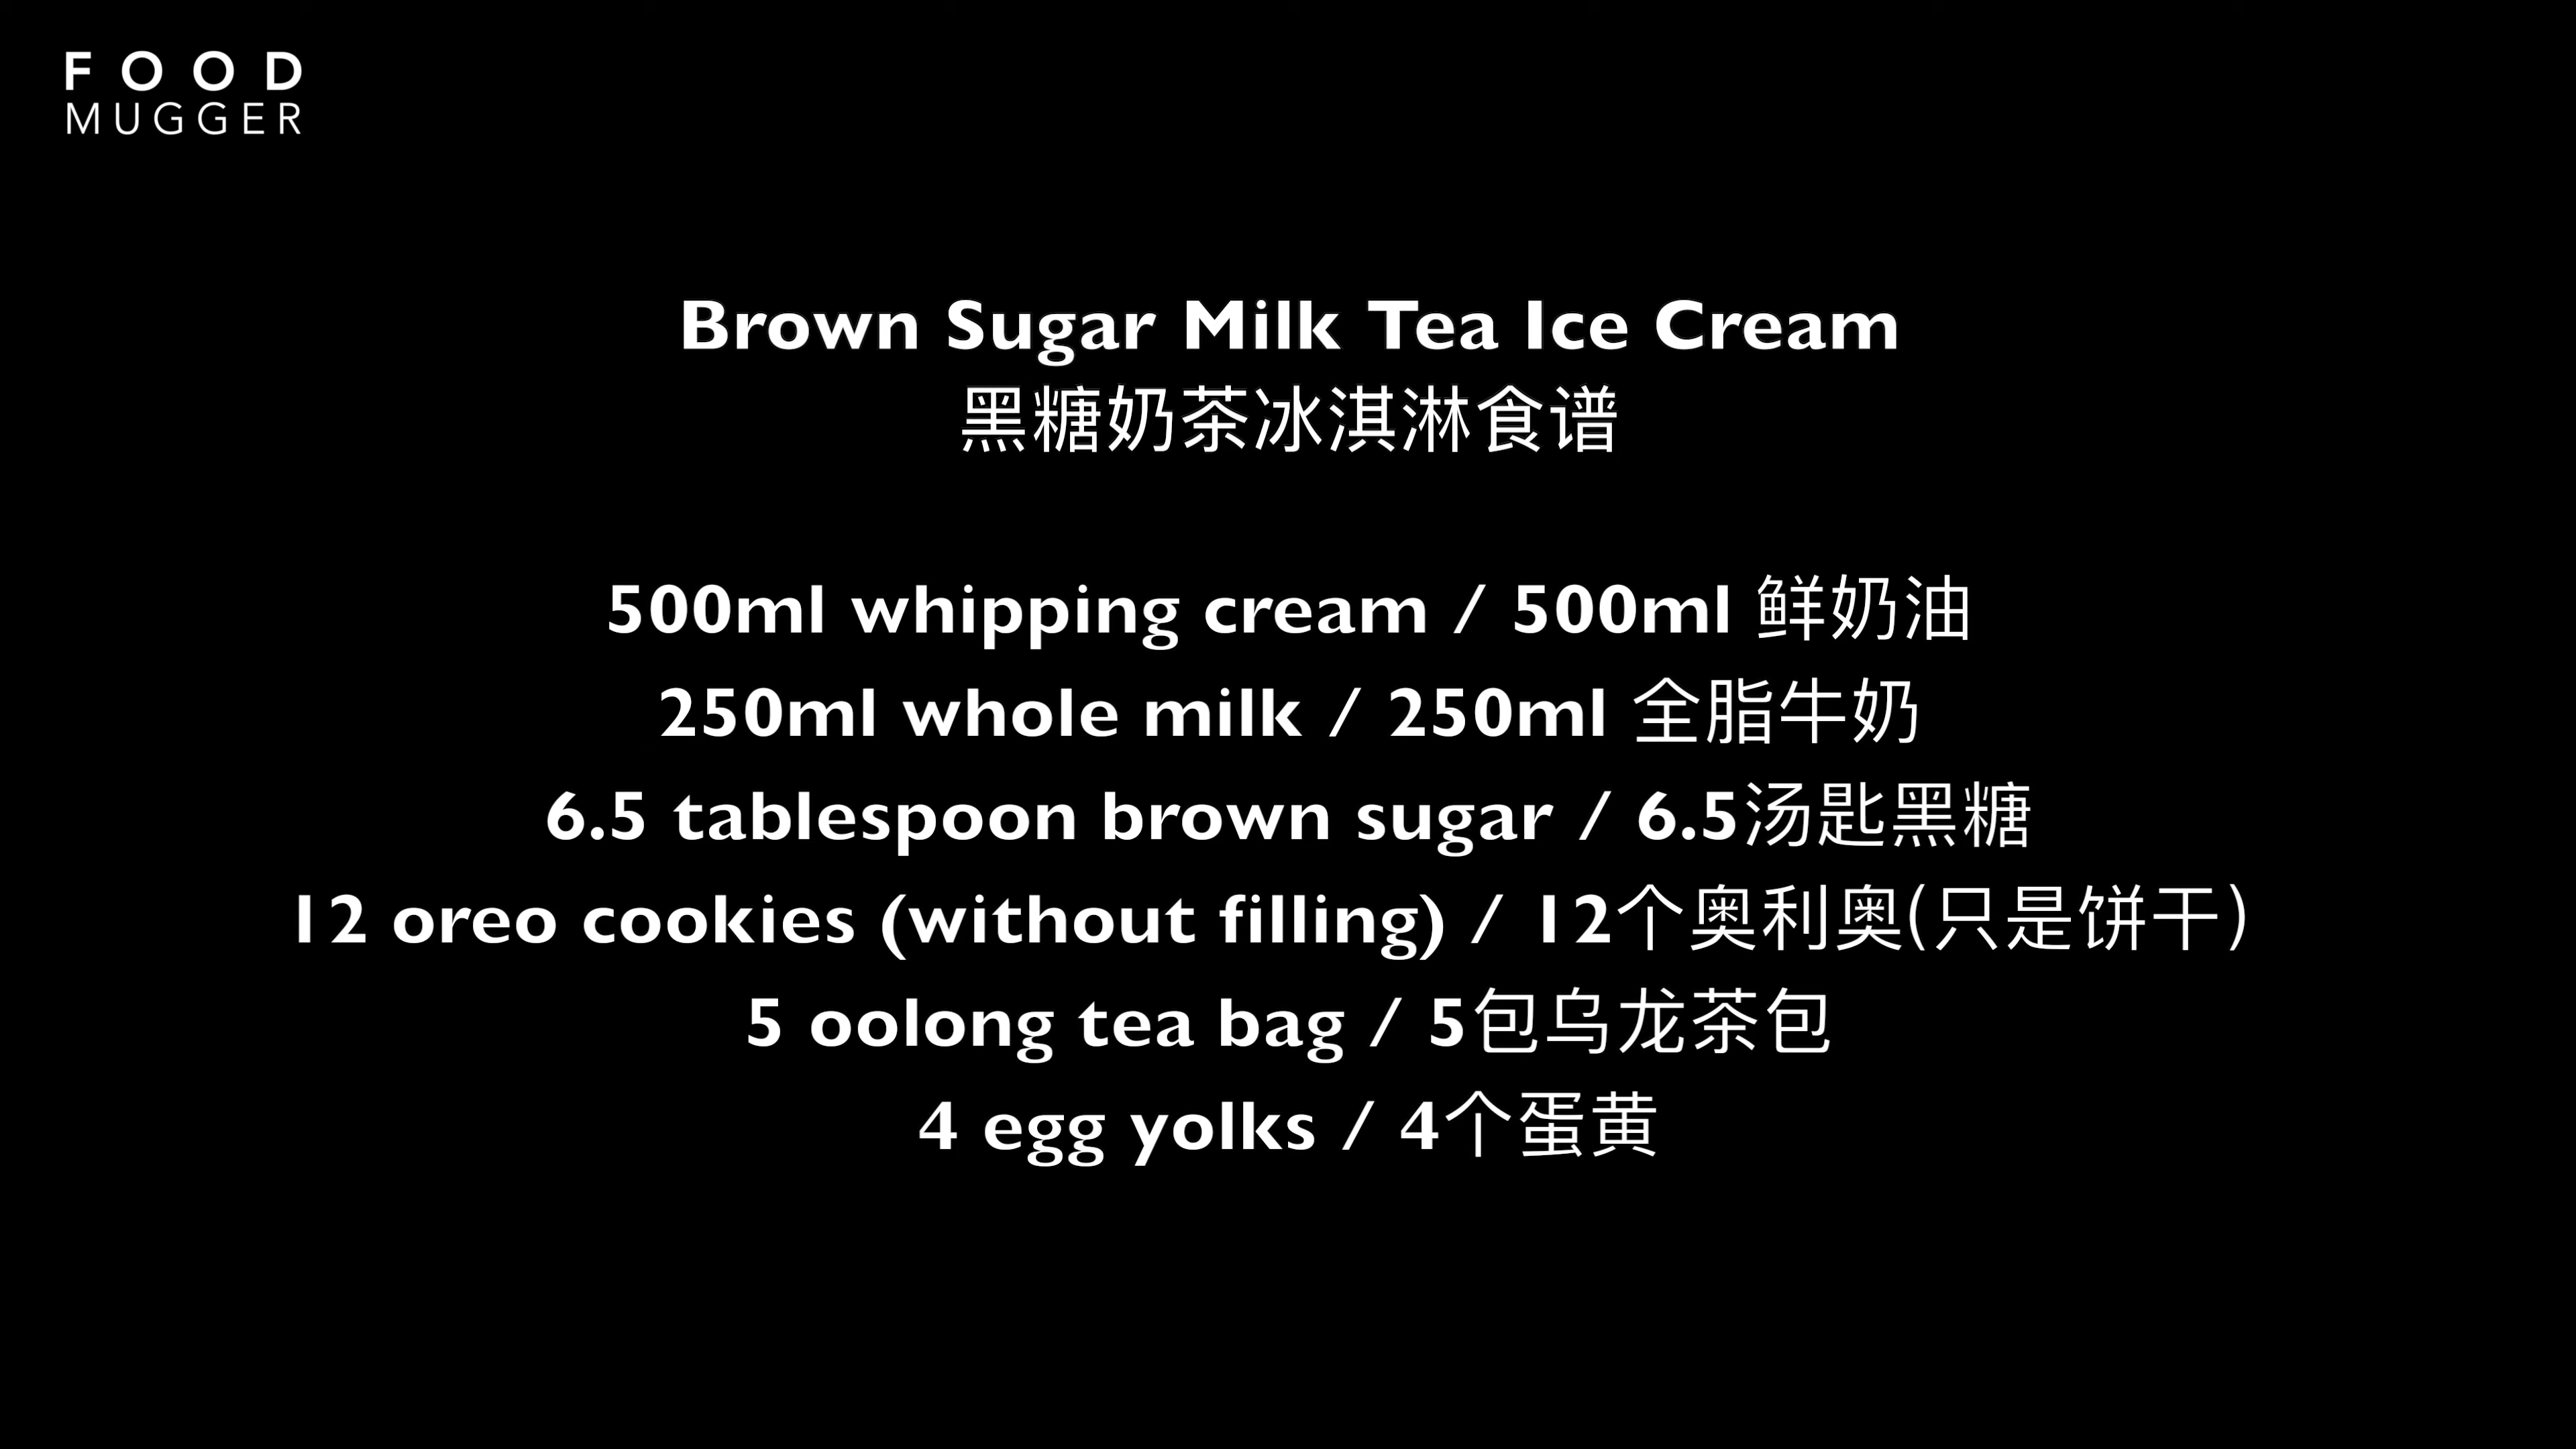 FOOD
MUGGER
Brown Sugar Milk Tea Ice Cream
黑糖奶茶冰淇淋食谱
500ml whipping cream / 500ml 鲜奶油
250ml whole milk / 250ml 全脂牛奶
6.5 tablespoon brown sugar / 6.5汤匙黑糖
12 oreo cookies (without filling) / 12个奥利奥(只是饼干)
5 oolong tea bag / 5包乌龙茶包
4 egg yolks / 4个蛋黄